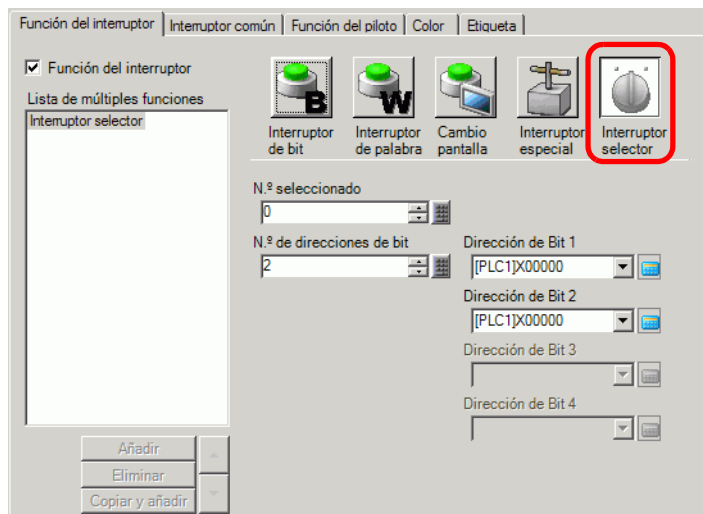 Función del interruptor Interruptor común Función del piloto Color Etiqueta
Función del interruptor
Lista de múltiples funciones
Interruptor selector
B W
Interruptor de bit
Interruptor de palabra
Cambio pantalla
Interruptor especial
Interruptor selector
N.º seleccionado
0
N.º de direcciones de bit
2
Dirección de Bit 1
[PLC1]X00000
Dirección de Bit 2
[PLC1]X00000
Dirección de Bit 3
Dirección de Bit 4
Añadir
Eliminar
Copiar y añadir